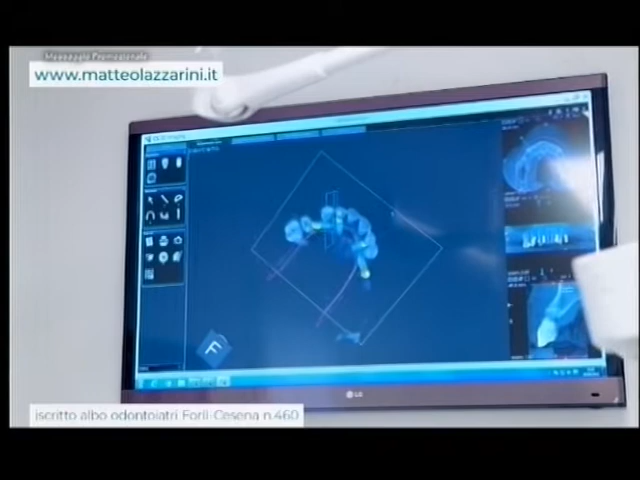 Messaggio Promozionale
www.matteolazzarini.it
F
LG
iscritto albo odontoiatri Forlì-Cesena n.460